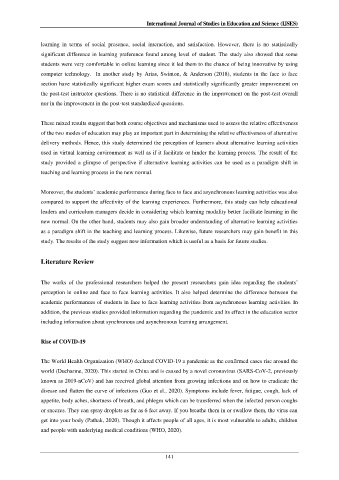 International Journal of Studies in Education and Science (IJSES)
learning in terms of social presence, social interaction, and satisfaction. However, there is no statistically
significant difference in learning preference found among level of student. The study also showed that some
students were very comfortable in online learning since it led them to the chance of being innovative by using
computer technology. In another study by Arias, Swinton, & Anderson (2018), students in the face to face
section have statistically significant higher exam scores and statistically significantly greater improvement on
the post-test instructor questions. There is no statistical difference in the improvement on the post-test overall
nor in the improvement in the post-test standardized questions.
These mixed results suggest that both course objectives and mechanisms used to assess the relative effectiveness
of the two modes of education may play an important part in determining the relative effectiveness of alternative
delivery methods. Hence, this study determined the perception of learners about alternative learning activities
used in virtual learning environment as well as if it facilitate or hinder the learning process. The result of the
study provided a glimpse of perspective if alternative learning activities can be used as a paradigm shift in
teaching and learning process in the new normal.
Moreover, the students' academic performance during face to face and asynchronous learning activities was also
compared to support the affectivity of the learning experiences. Furthermore, this study can help educational
leaders and curriculum managers decide in considering which learning modality better facilitate learning in the
new normal. On the other hand, students may also gain broader understanding of alternative learning activities
as a paradigm shift in the teaching and learning process. Likewise, future researchers may gain benefit in this
study. The results of the study suggest new information which is useful as a basis for future studies.
Literature Review
The works of the professional researchers helped the present researchers gain idea regarding the students'
perception in online and face to face learning activities. It also helped determine the difference between the
academic performances of students in face to face learning activities from asynchronous learning activities. In
addition, the previous studies provided information regarding the pandemic and its effect in the education sector
including information about synchronous and asynchronous learning arrangement.
Rise of COVID-19
The World Health Organization (WHO) declared COVID-19 a pandemic as the confirmed cases rise around the
world (Ducharme, 2020). This started in China and is caused by a novel coronavirus (SARS-CoV-2, previously
known as 2019-nCoV) and has received global attention from growing infections and on how to eradicate the
disease and flatten the curve of infections (Guo et al., 2020). Symptoms include fever, fatigue, cough, lack of
appetite, body aches, shortness of breath, and phlegm which can be transferred when the infected person coughs
or sneezes. They can spray droplets as far as 6 feet away. If you breathe them in or swallow them, the virus can
get into your body (Pathak, 2020). Though it affects people of all ages, it is most vulnerable to adults, children
and people with underlying medical conditions (WHO, 2020).
141